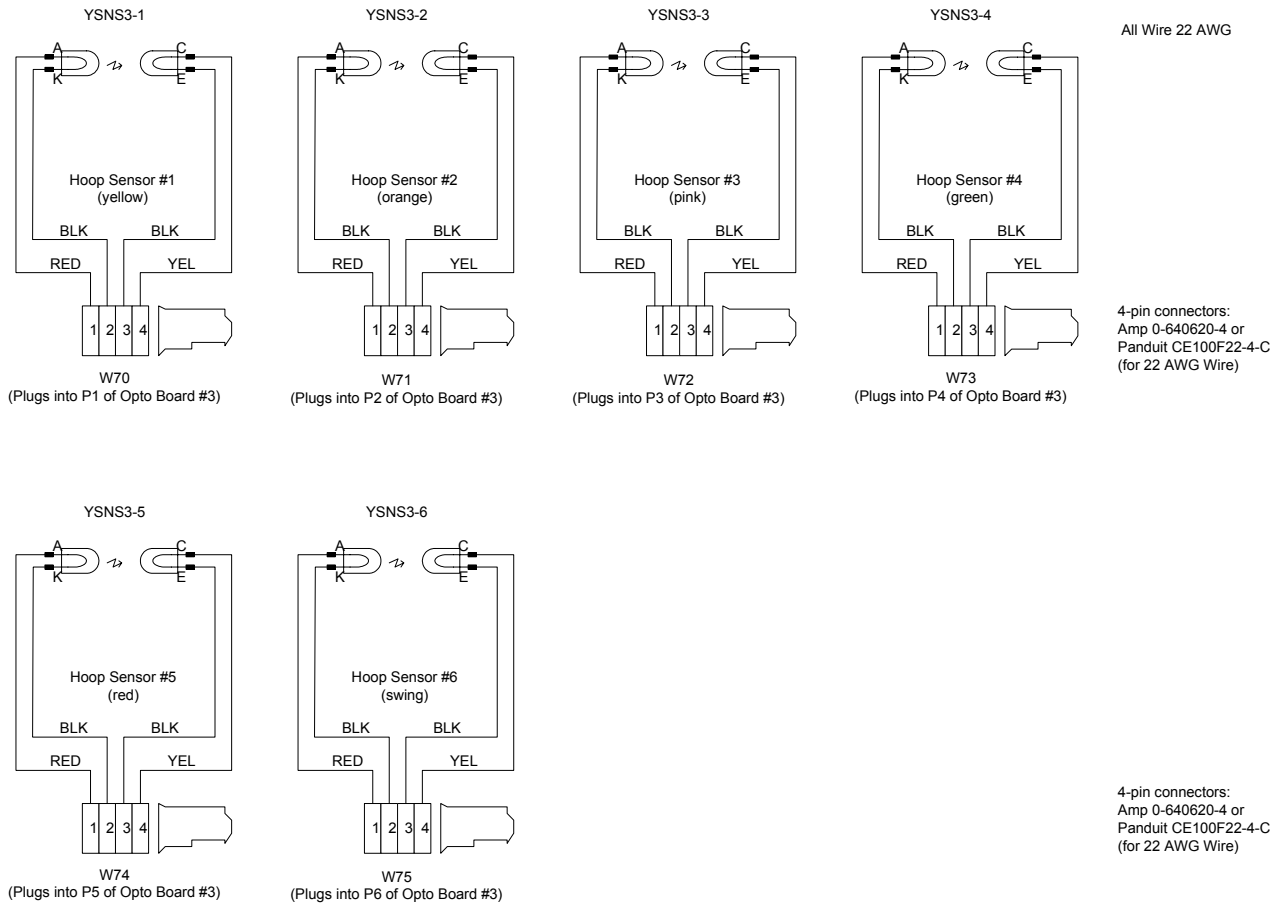 YSNS3-1
YSNS3-2
YSNS3-3
YSNS3-4
All Wire 22 AWG
A
C
A
C
A
C
A
C
K
E
K
E
K
E
K
E
Hoop Sensor #1
(yellow)
Hoop Sensor #2
(orange)
Hoop Sensor #3
(pink)
Hoop Sensor #4
(green)
BLK BLK
BLK BLK
BLK BLK
BLK BLK
RED YEL
RED YEL
RED YEL
RED YEL
1 2 3 4
1 2 3 4
1 2 3 4
1 2 3 4
4-pin connectors:
Amp 0-640620-4 or
Panduit CE100F22-4-C
(for 22 AWG Wire)
W70
(Plugs into P1 of Opto Board #3)
W71
(Plugs into P2 of Opto Board #3)
W72
(Plugs into P3 of Opto Board #3)
W73
(Plugs into P4 of Opto Board #3)
YSNS3-5
YSNS3-6
A
C
A
C
K
E
K
E
Hoop Sensor #5
(red)
Hoop Sensor #6
(swing)
BLK BLK
BLK BLK
RED YEL
RED YEL
1 2 3 4
1 2 3 4
4-pin connectors:
Amp 0-640620-4 or
Panduit CE100F22-4-C
(for 22 AWG Wire)
W74
(Plugs into P5 of Opto Board #3)
W75
(Plugs into P6 of Opto Board #3)